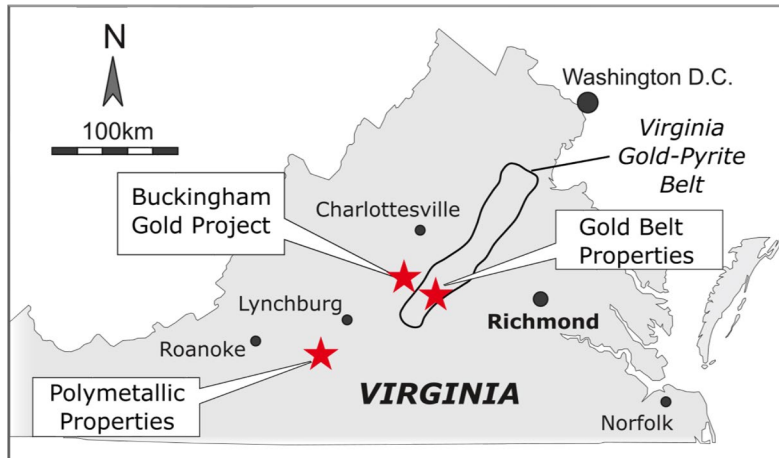 N
100km
Washington D.C.
Virginia
Gold-Pyrite
Belt
Buckingham
Gold Project
Charlottesville
Gold Belt
Properties
Lynchburg
Richmond
Roanoke
Polymetallic
Properties
VIRGINIA
Norfolk